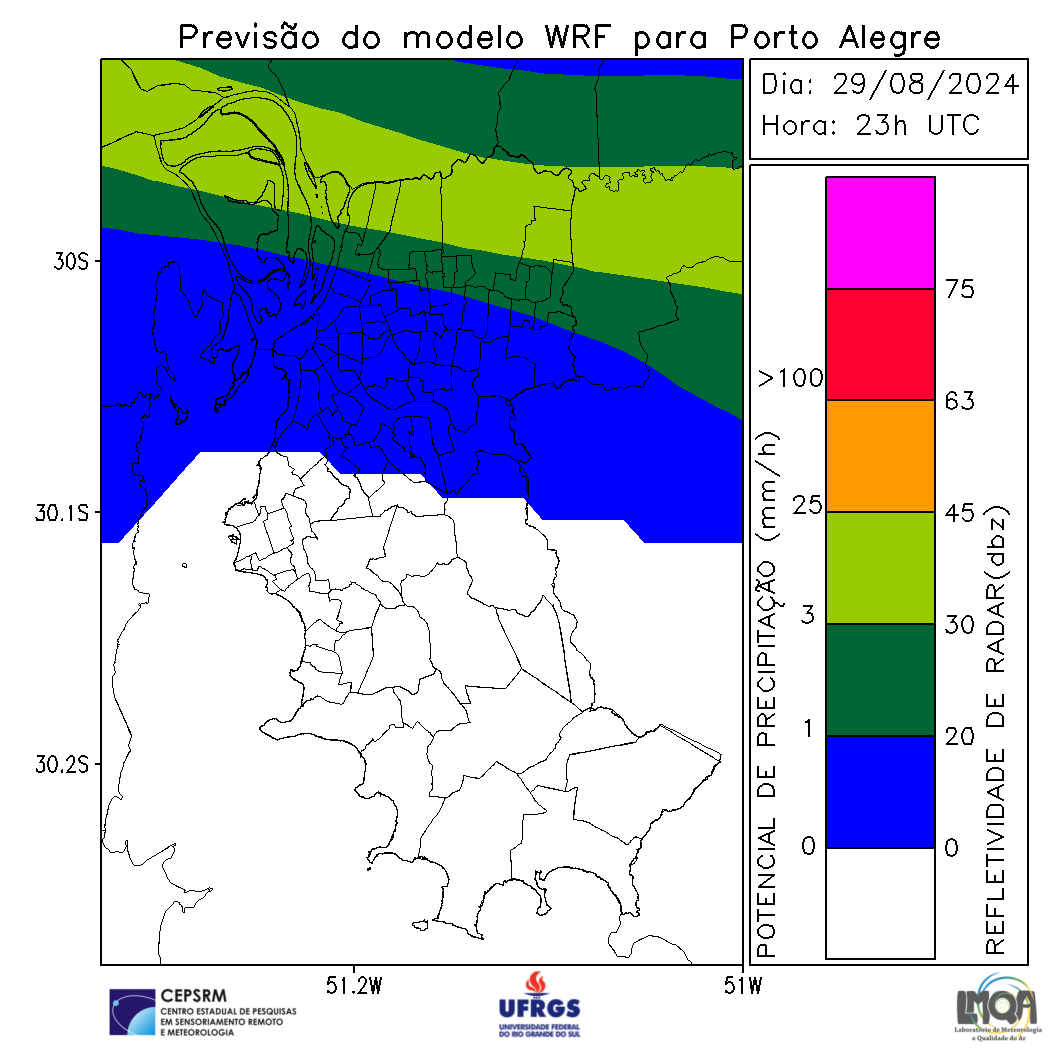 Previsão do modelo WRF para Porto Alegre
Dia: 29/08/2024
Hora: 23h UTC
30S
30.1S
30.2S
51.2W
51W
POTENCIAL DE PRECIPITAÇÃO (mm/h)
>100
25
3
1
0
75
63
45
30
20
0
REFLETIVIDADE DE RADAR(dbz)
CEPSRM
CENTRO ESTADUAL DE PESQUISAS
EM SENSORIAMENTO REMOTO
E METEOROLOGIA
UFRGS
UNIVERSIDADE FEDERAL
DO RIO GRANDE DO SUL
LMQA
Laboratório de Meteorologia
e Qualidade do Ar